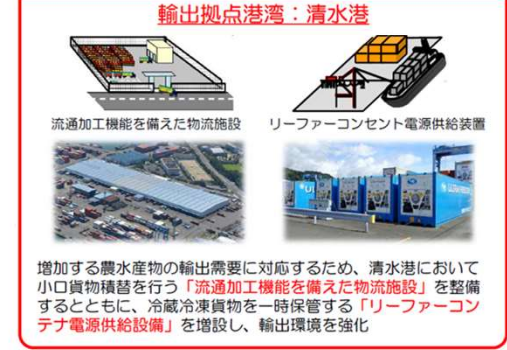 輸出拠点港湾：清水港
流通加工機能を備えた物流施設
リーファーコンセント電源供給装置
増加する農水産物の輸出需要に対応するため、清水港において
小口貨物積替を行う「流通加工機能を備えた物流施設」を整備
するとともに、冷蔵冷凍貨物を一時保管する「リーファーコン
テナ電源供給設備」を増設し、輸出環境を強化